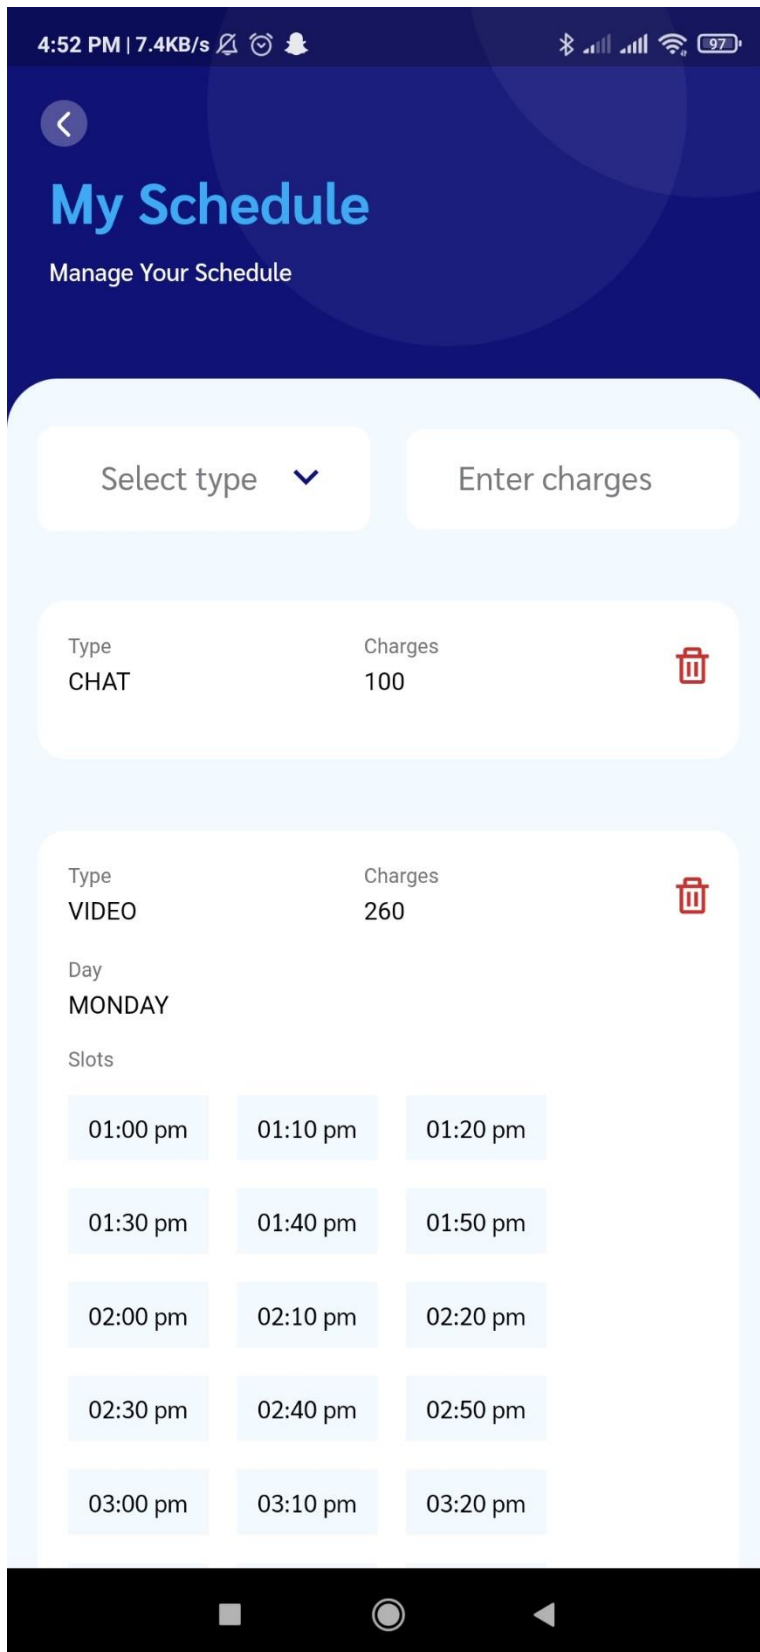 4:52 PM | 7.4KB/s 97
My Schedule
Manage Your Schedule
Select type Enter charges
Type Charges
CHAT 100
Type Charges
VIDEO 260
Day
MONDAY
Slots
01:00 pm 01:10 pm 01:20 pm
01:30 pm 01:40 pm 01:50 pm
02:00 pm 02:10 pm 02:20 pm
02:30 pm 02:40 pm 02:50 pm
03:00 pm 03:10 pm 03:20 pm